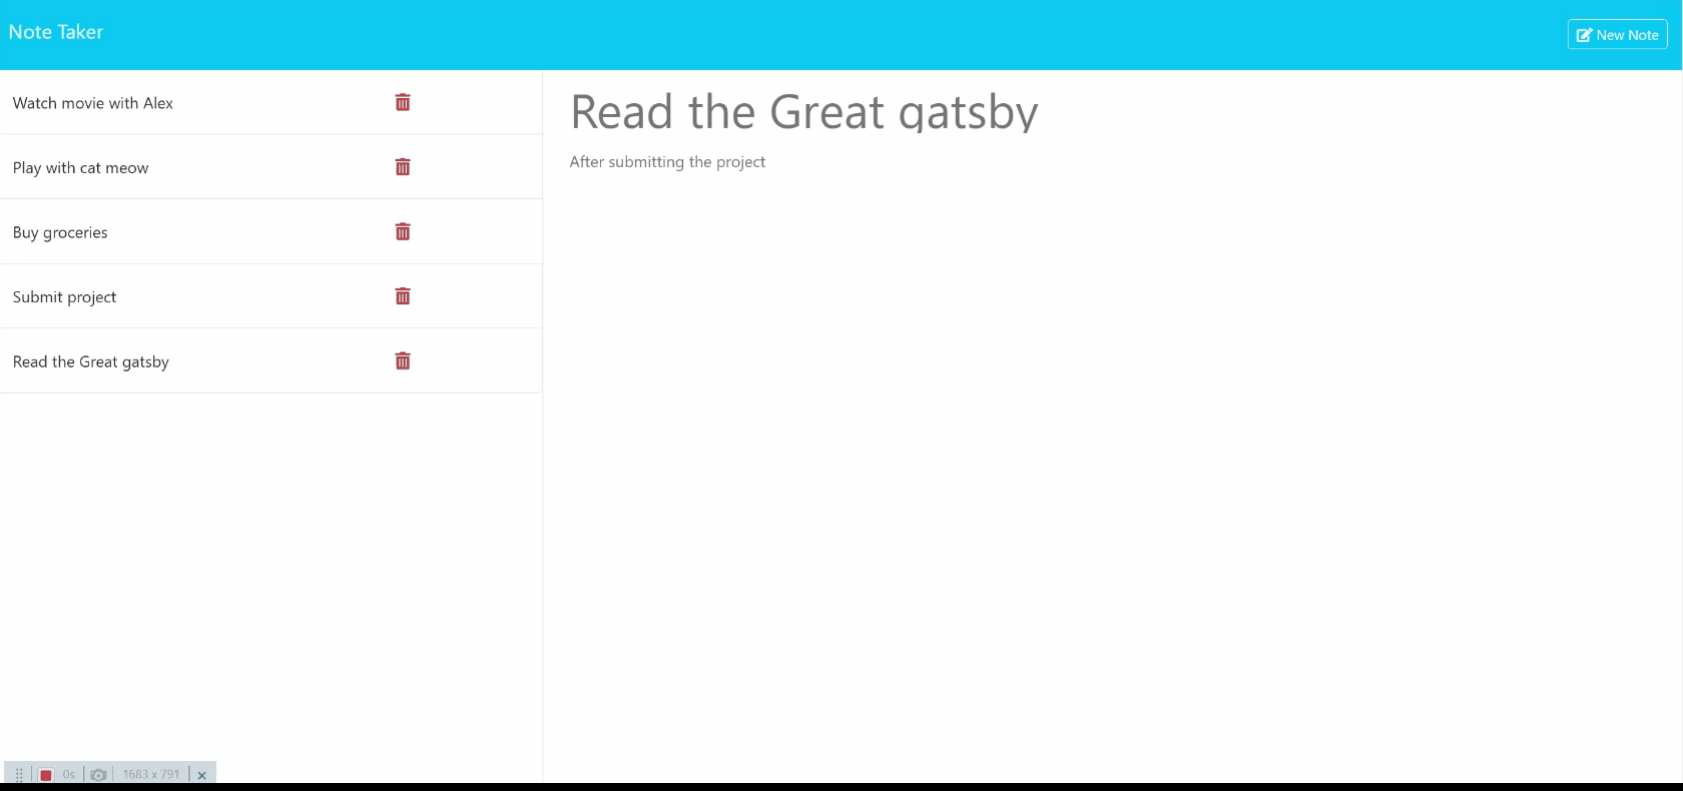 Note Taker
New Note
Watch movie with Alex
Play with cat meow
Buy groceries
Submit project
Read the Great gatsby
Read the Great gatsby
After submitting the project
0s
1683 x 791